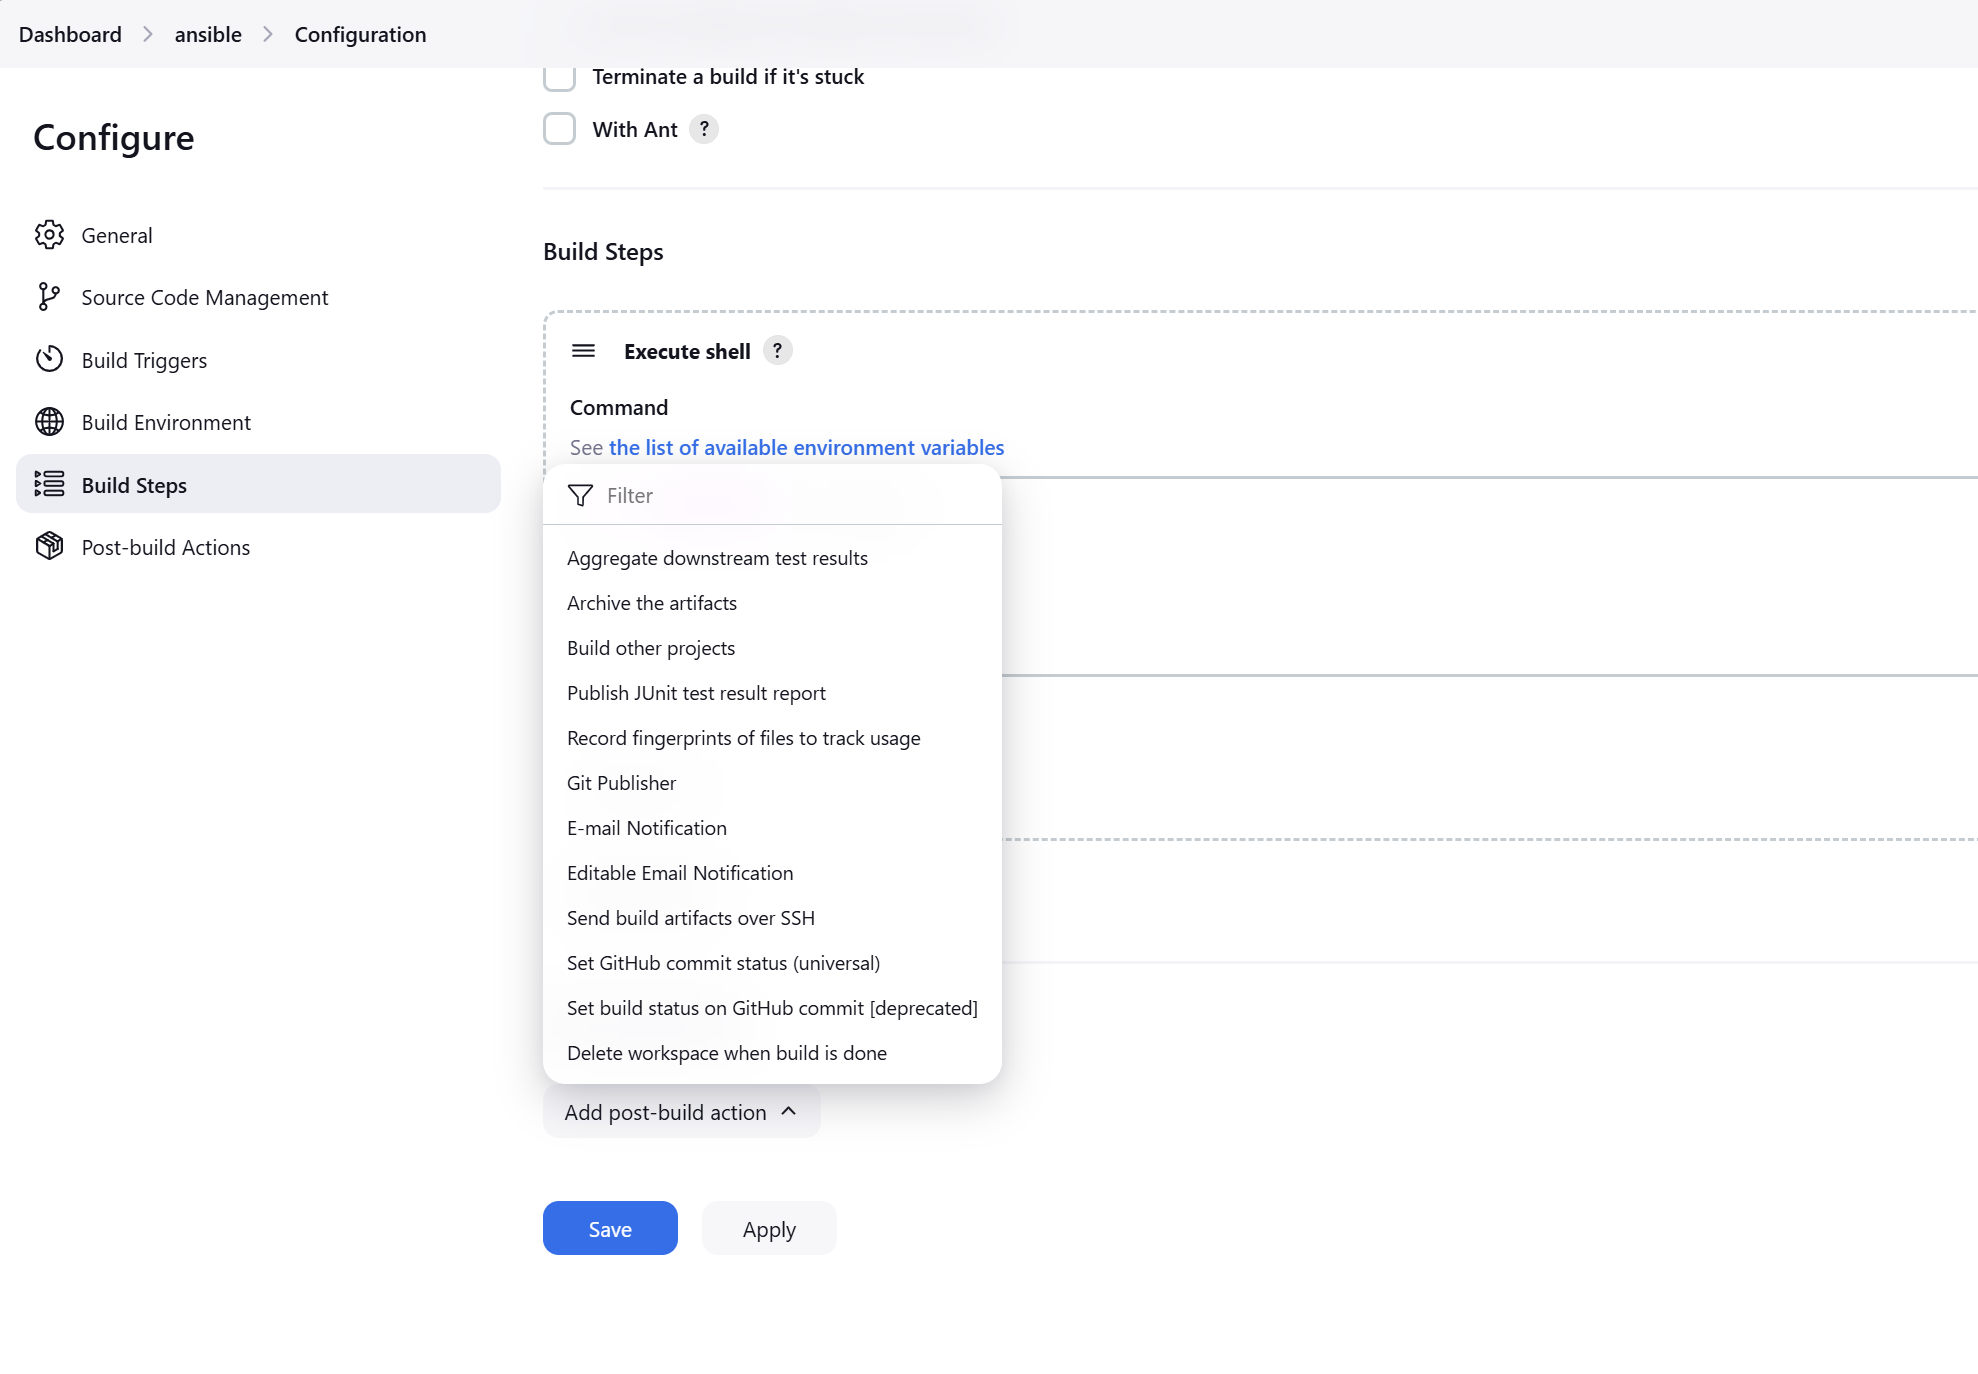 Dashboard
ansible
Configuration
Configure
General
Source Code Management
Build Triggers
Build Environment
Build Steps
Post-build Actions
Terminate a build if it's stuck
With Ant ?
Build Steps
Execute shell ?
Command
See the list of available environment variables
Filter
Aggregate downstream test results
Archive the artifacts
Build other projects
Publish JUnit test result report
Record fingerprints of files to track usage
Git Publisher
E-mail Notification
Editable Email Notification
Send build artifacts over SSH
Set GitHub commit status (universal)
Set build status on GitHub commit [deprecated]
Delete workspace when build is done
Add post-build action
Save
Apply